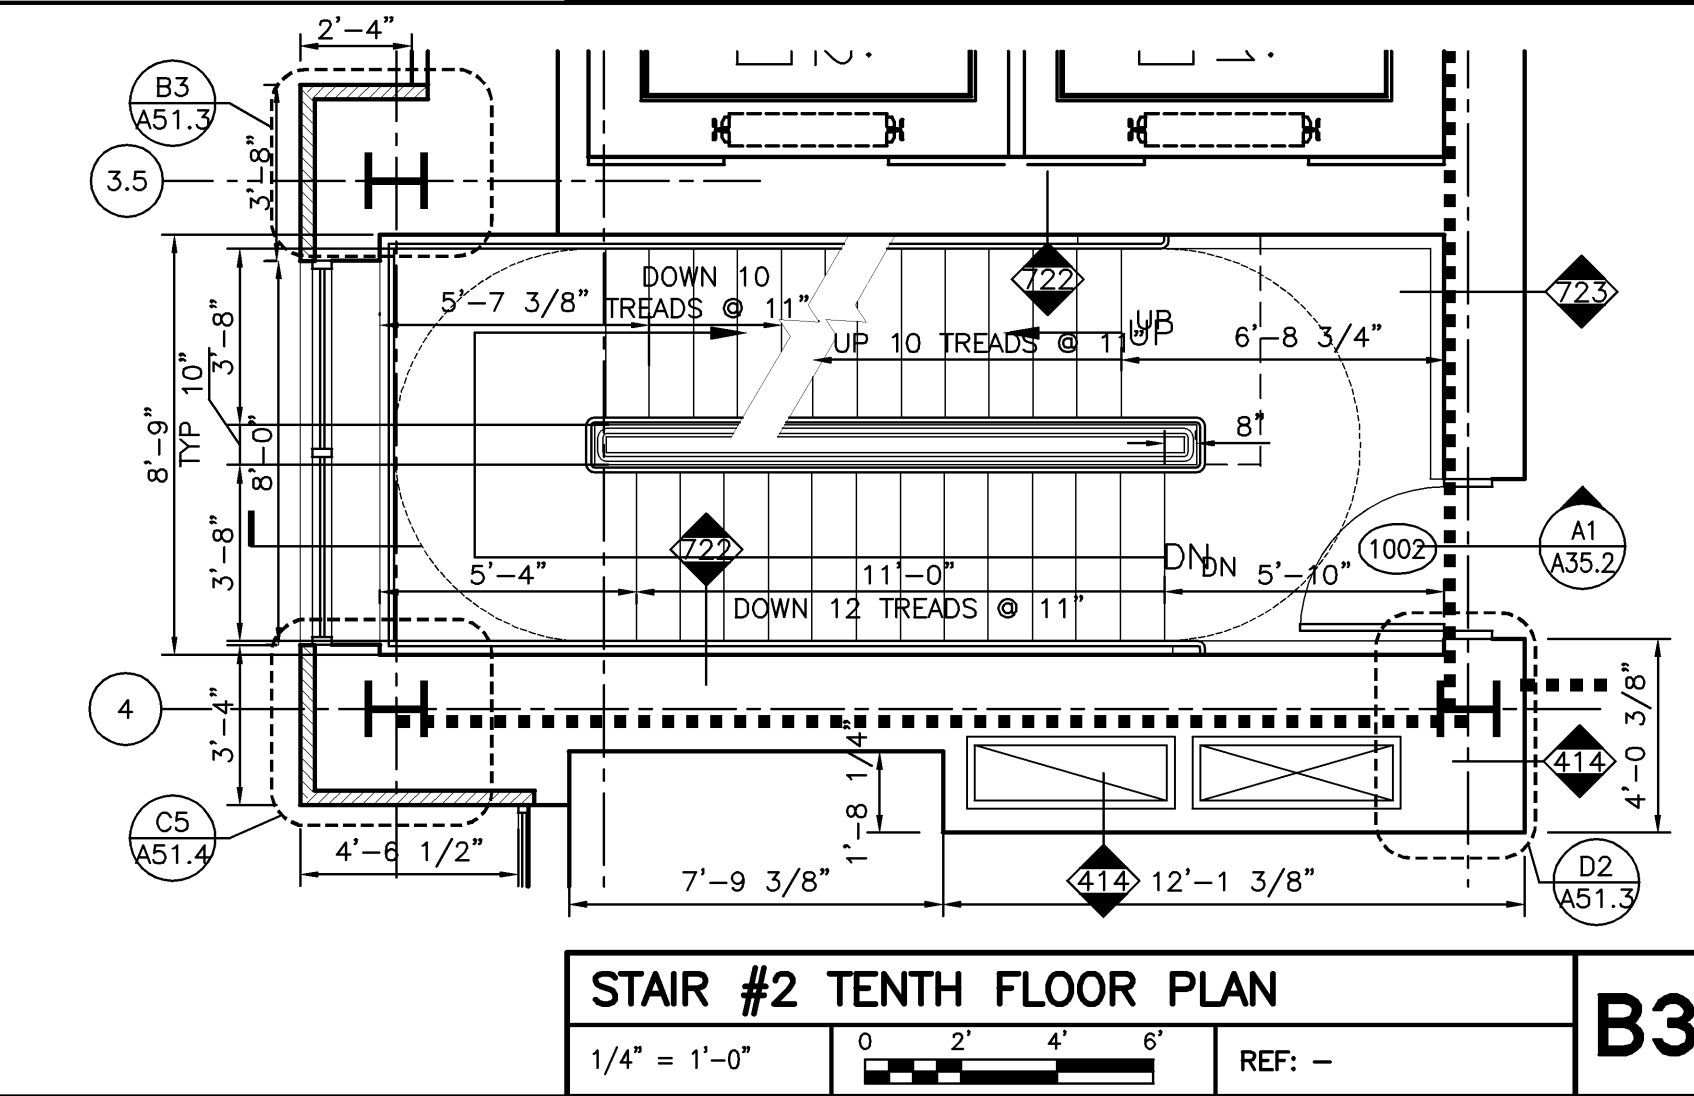 2'-4"
2.
1.
B3
A51.3
3'-8"
3.5
DOWN 10
TREADS @ 11"
5'-7 3/8"
722
723
UP
UP
UP 10 TREADS @ 11"
6'-8 3/4"
3'-8"
TYP 10"
8'-9"
8'-0"
8"
3'-8"
722
1002
A1
A35.2
DN
DN
5'-4"
11'-0"
5'-10"
DOWN 12 TREADS @ 11"
4
3'-4"
1'-8 1/4"
4'-0 3/8"
414
C5
A51.4
4'-6 1/2"
7'-9 3/8"
414
12'-1 3/8"
D2
A51.3
STAIR #2 TENTH FLOOR PLAN
B3
1/4" = 1'-0"
0 2' 4' 6'
REF: –